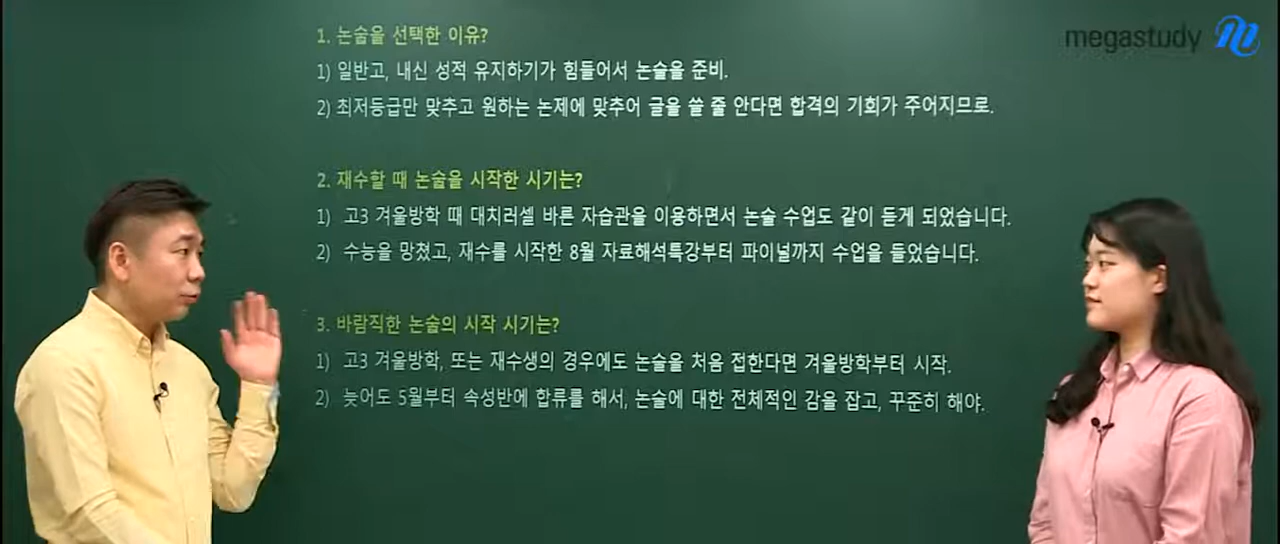 megastudy
1. 논술을 선택한 이유?
1) 일반고, 내신 성적 유지하기가 힘들어서 논술을 준비.
2) 최저등급만 맞추고 원하는 논제에 맞추어 글을 쓸 줄 안다면 합격의 기회가 주어지므로.
2. 재수할 때 논술을 시작한 시기는?
1) 고3 겨울방학 때 대치러셀 바른 자습관을 이용하면서 논술 수업도 같이 듣게 되었습니다.
2) 수능을 망쳤고, 재수를 시작한 8월 자료해석특강부터 파이널까지 수업을 들었습니다.
3. 바람직한 논술의 시작 시기는?
1) 고3 겨울방학, 또는 재수생의 경우에도 논술을 처음 접한다면 겨울방학부터 시작.
2) 늦어도 5월부터 속성반에 합류를 해서, 논술에 대한 전체적인 감을 잡고, 꾸준히 해야.